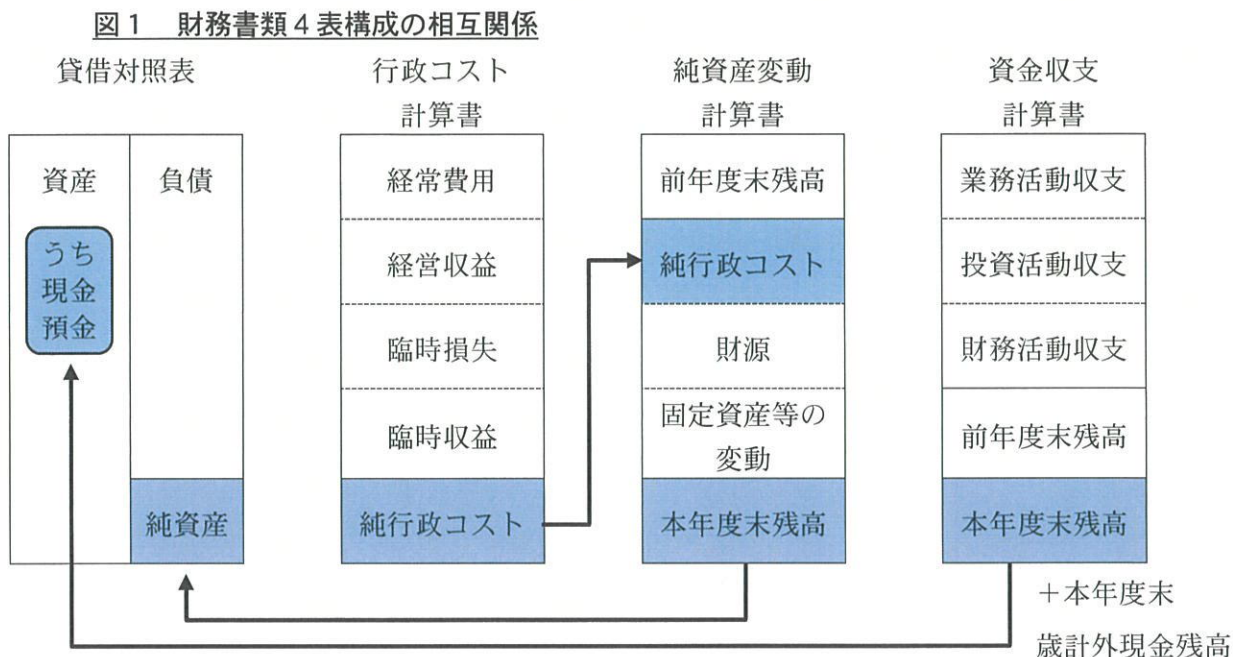 図1 財務書類4表構成の相互関係
貸借対照表
資産
負債
うち
現金
預金
純資産
行政コスト
計算書
経常費用
経営収益
臨時損失
臨時収益
純行政コスト
純資産変動
計算書
前年度末残高
純行政コスト
財源
固定資産等の
変動
本年度末残高
資金収支
計算書
業務活動収支
投資活動収支
財務活動収支
前年度末残高
本年度末残高
＋本年度末
歳計外現金残高